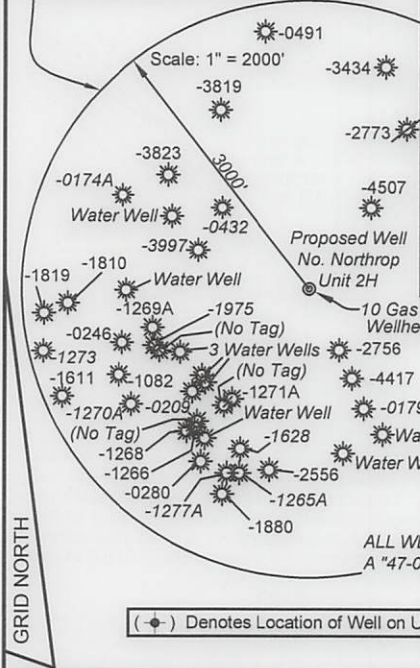 -0491
Scale: 1" = 2000'
-3434
-3819
-2773
3000'
-3823
-0174A
-4507
Water Well
-0432
Proposed Well
No. Northrop
Unit 2H
-3997
-1819
-1810
Water Well
10 Gas
Wellhe
-1269A
-1975
(No Tag)
-0246
3 Water Wells
-2756
-1273
(No Tag)
-1611
-1082
-4417
-1271A
-1270A
-0209
Water Well
-0179
(No Tag)
-1268
-1628
Wa
-1266
Water W
-0280
-2556
-1277A
-1265A
-1880
ALL WE
A "47-0
GRID NORTH
( ) Denotes Location of Well on U